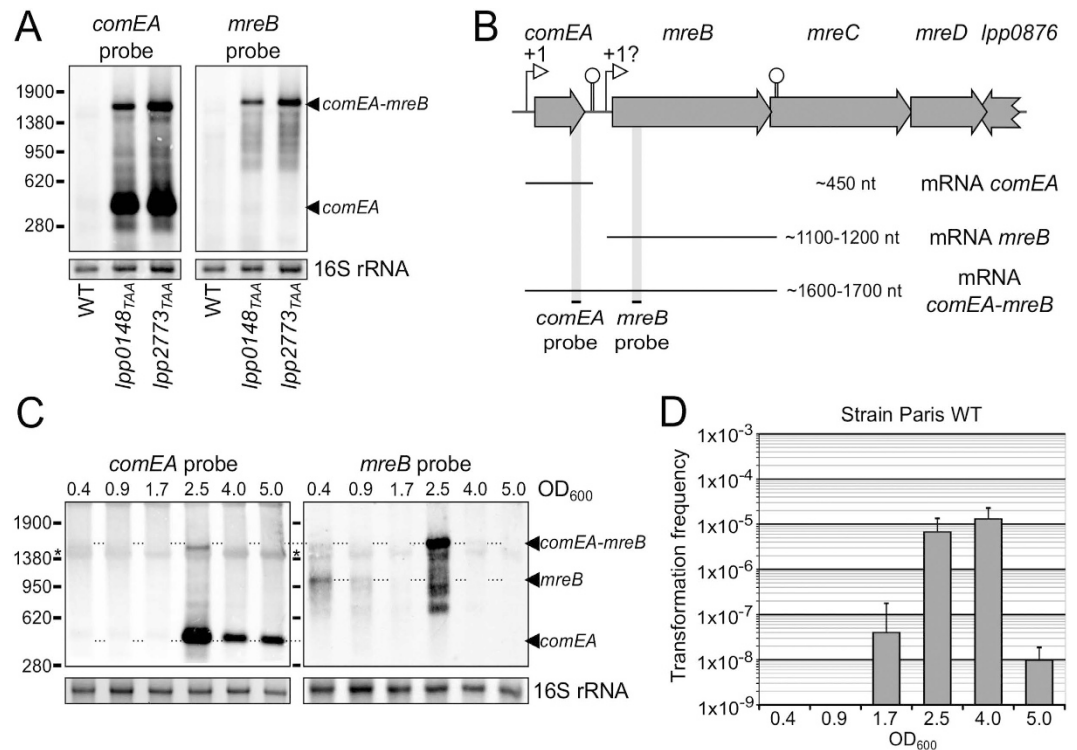 A
comEA probe
mreB probe
1900
1380
950
620
280
comEA-mreB
comEA
16S rRNA
WT
lpp0148TAA
lpp2773TAA
WT
lpp0148TAA
lpp2773TAA
B
comEA mreB mreC mreD lpp0876
+1 +1?
~450 nt mRNA comEA
~1100-1200 nt mRNA mreB
~1600-1700 nt mRNA comEA-mreB
comEA probe
mreB probe
C
comEA probe mreB probe
0.4 0.9 1.7 2.5 4.0 5.0 0.4 0.9 1.7 2.5 4.0 5.0 OD600
1900
1380
*
*
950
620
280
comEA-mreB
mreB
comEA
16S rRNA
D
Strain Paris WT
Transformation frequency
1x10-3
1x10-4
1x10-5
1x10-6
1x10-7
1x10-8
1x10-9
0.4 0.9 1.7 2.5 4.0 5.0
OD600